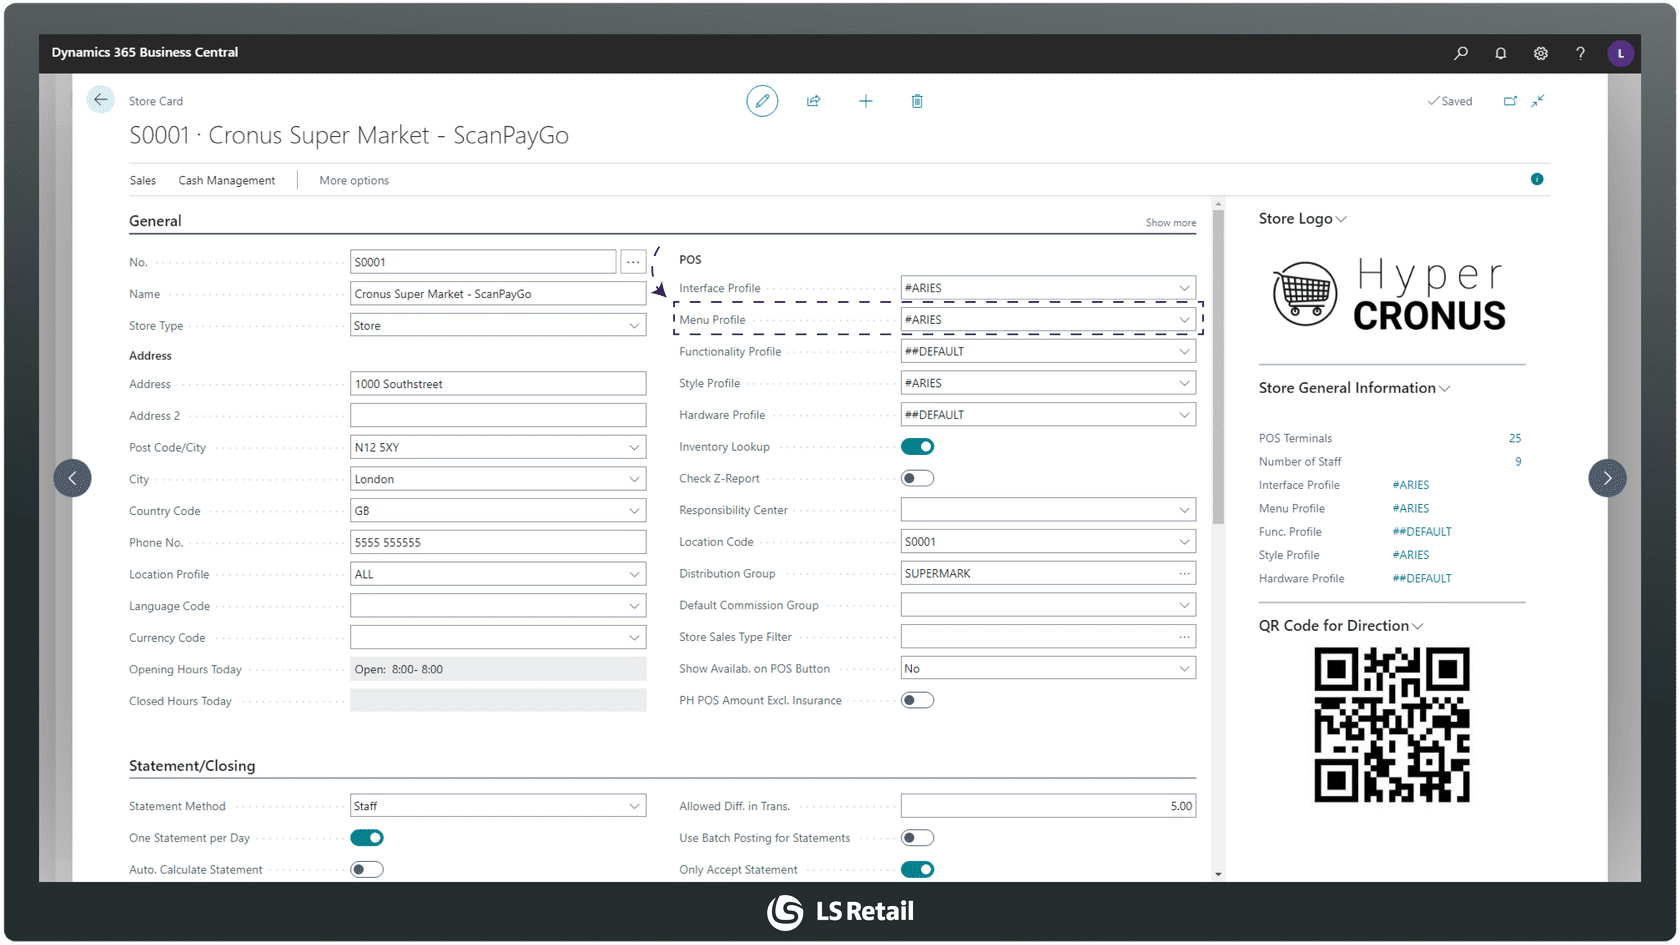 Dynamics 365 Business Central
?
L
Store Card
Saved
S0001 · Cronus Super Market - ScanPayGo
Sales
Cash Management
More options
General
Show more
No.
S0001
Name
Cronus Super Market - ScanPayGo
Store Type
Store
Address
Address
1000 Southstreet
Address 2
Post Code/City
N12 5XY
City
London
Country Code
GB
Phone No.
5555 555555
Location Profile
ALL
Language Code
Currency Code
Opening Hours Today
Open: 8:00- 8:00
Closed Hours Today
POS
Interface Profile
#ARIES
Menu Profile
#ARIES
Functionality Profile
##DEFAULT
Style Profile
#ARIES
Hardware Profile
##DEFAULT
Inventory Lookup
Check Z-Report
Responsibility Center
Location Code
S0001
Distribution Group
SUPERMARK
Default Commission Group
Store Sales Type Filter
Show Availab. on POS Button
No
PH POS Amount Excl. Insurance
Statement/Closing
Statement Method
Staff
One Statement per Day
Auto. Calculate Statement
Allowed Diff. in Trans.
5.00
Use Batch Posting for Statements
Only Accept Statement
Store Logo
Hyper
CRONUS
Store General Information
POS Terminals
25
Number of Staff
9
Interface Profile
#ARIES
Menu Profile
#ARIES
Func. Profile
##DEFAULT
Style Profile
#ARIES
Hardware Profile
##DEFAULT
QR Code for Direction
LS Retail